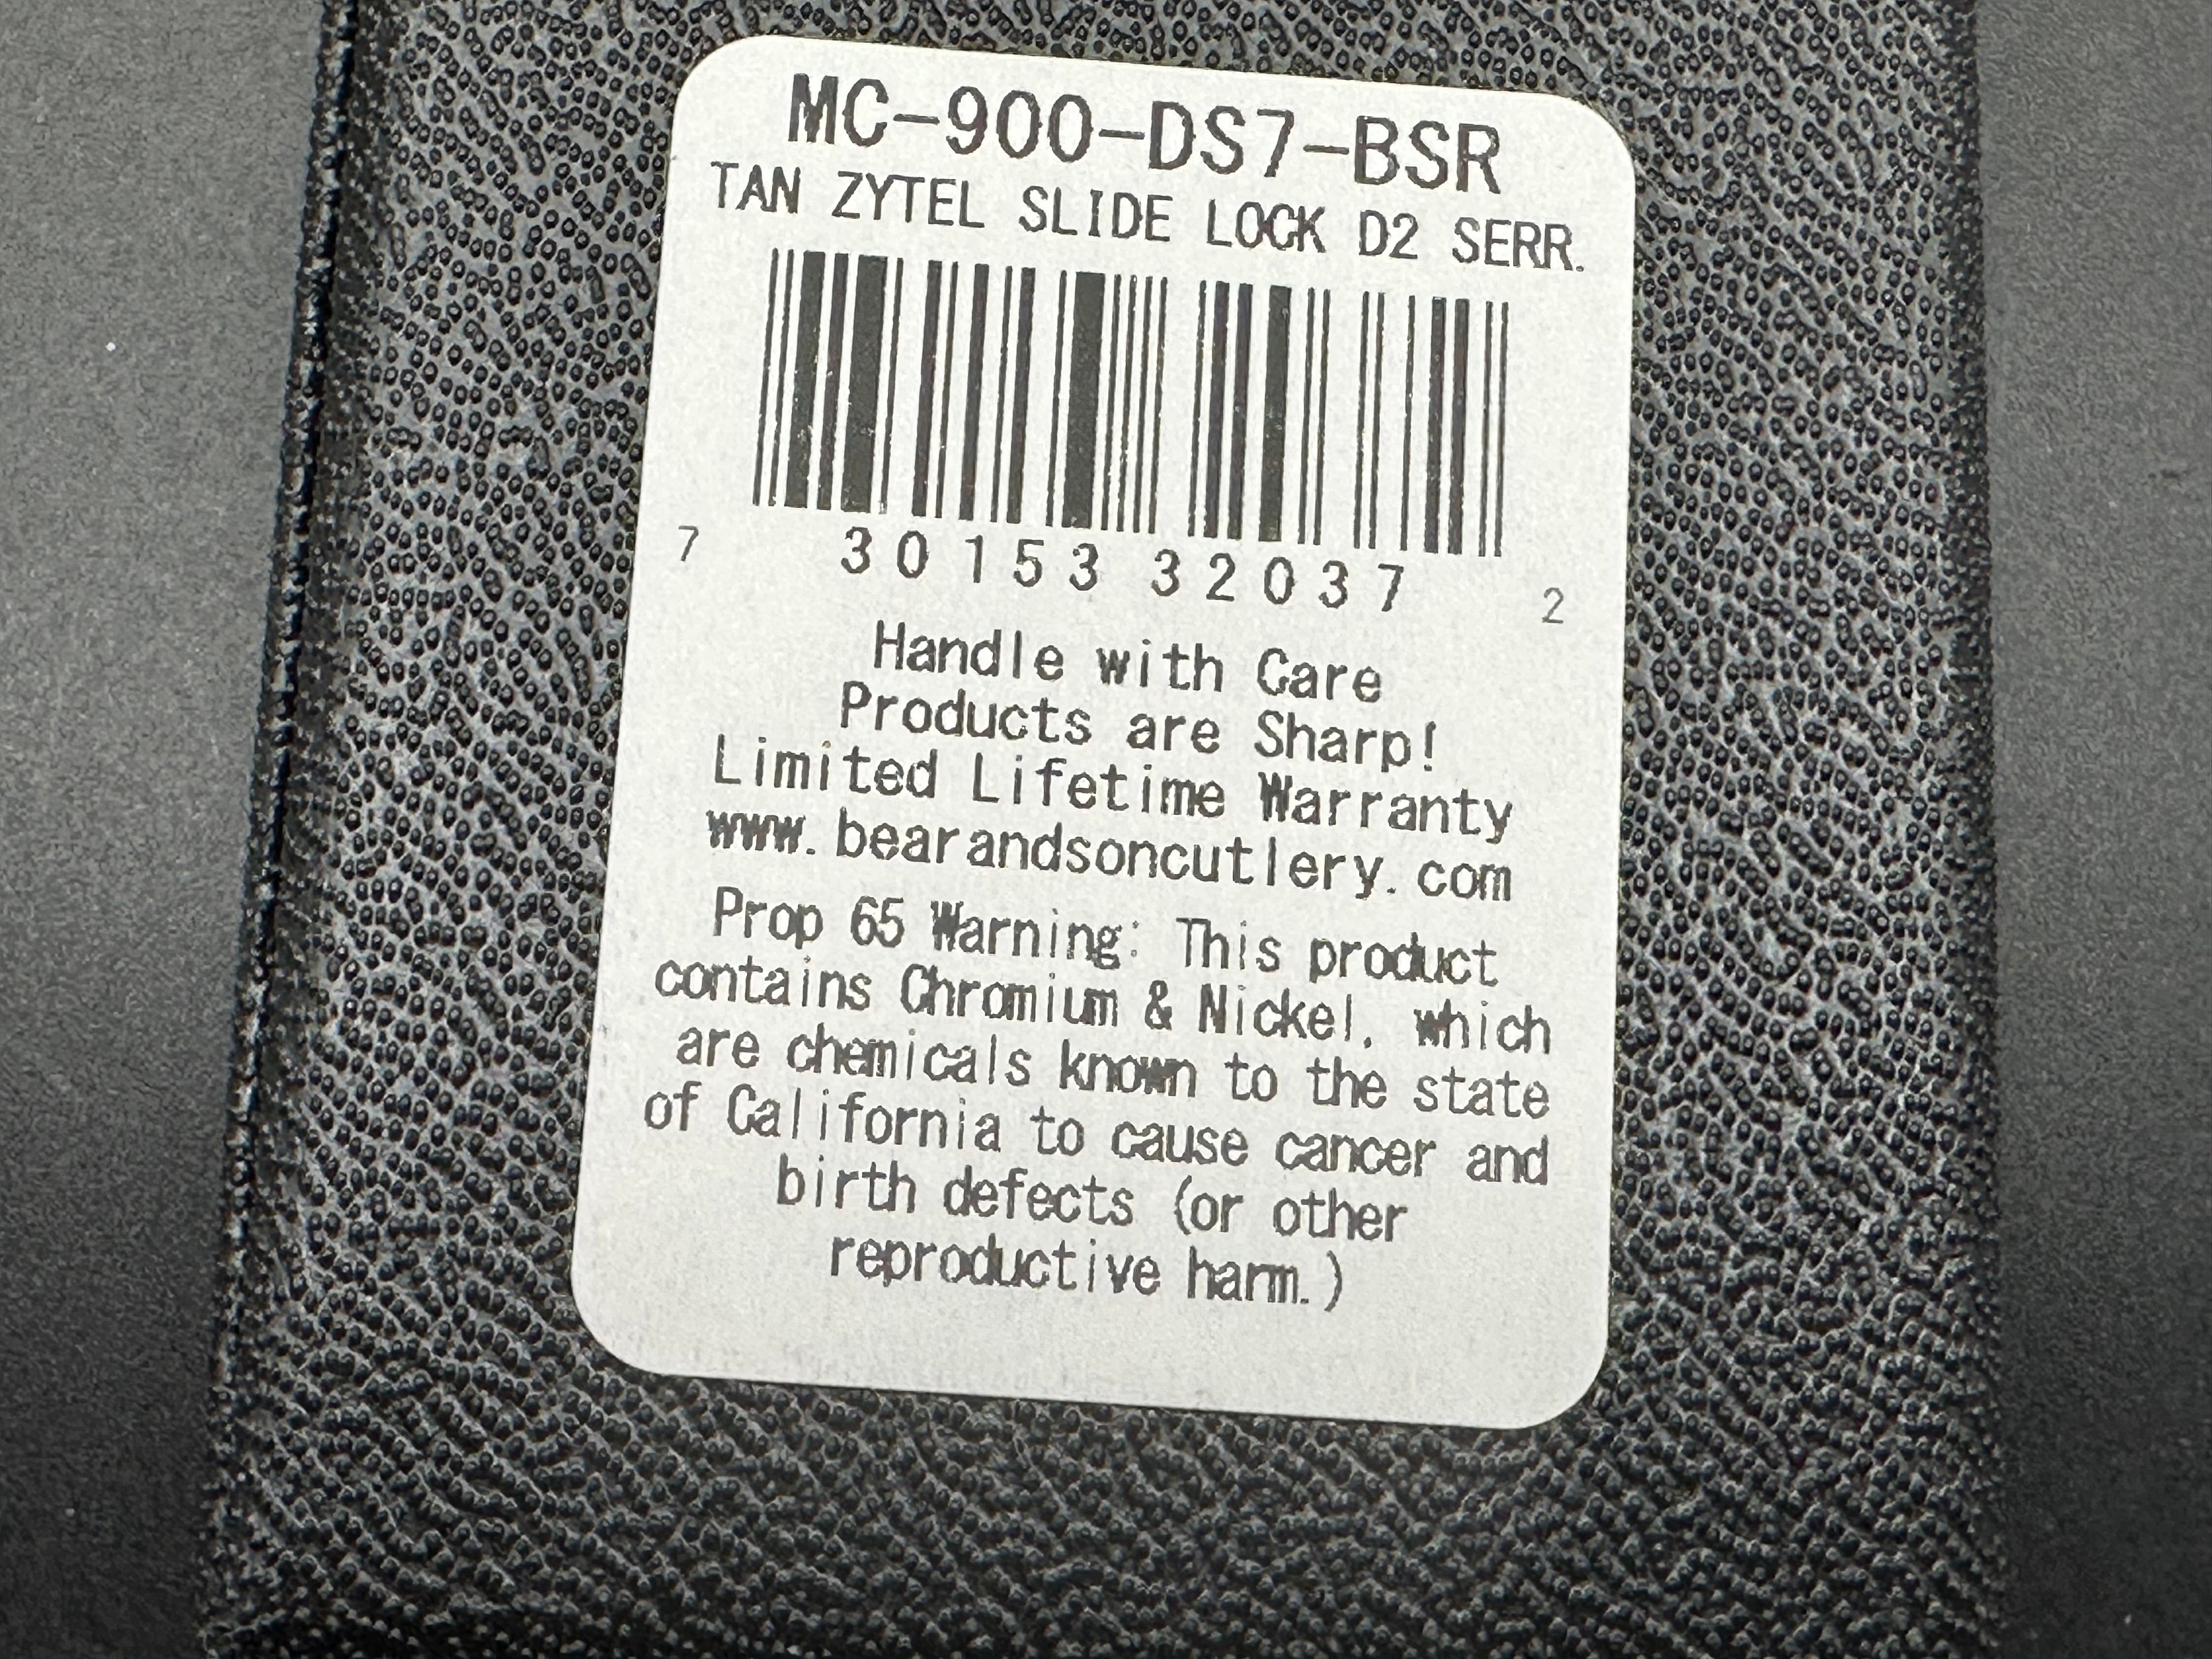 MC-900-DS7-BSR
TAN ZYTEL SLIDE LOCK D2 SERR.
7 30153 32037 2
Handle with Care
Products are Sharp!
Limited Lifetime Warranty
www.bearandsoncutlery.com
Prop 65 Warning: This product
contains Chromium & Nickel, which
are chemicals known to the state
of California to cause cancer and
birth defects (or other
reproductive harm.)